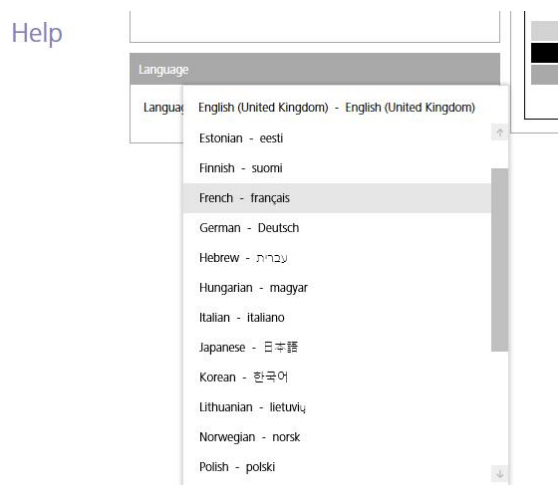 Help
Language
Languag
English (United Kingdom) - English (United Kingdom)
Estonian - eesti
Finnish - suomi
French - français
German - Deutsch
Hebrew - עברית
Hungarian - magyar
Italian - italiano
Japanese - 日本語
Korean - 한국어
Lithuanian - lietuvių
Norwegian - norsk
Polish - polski